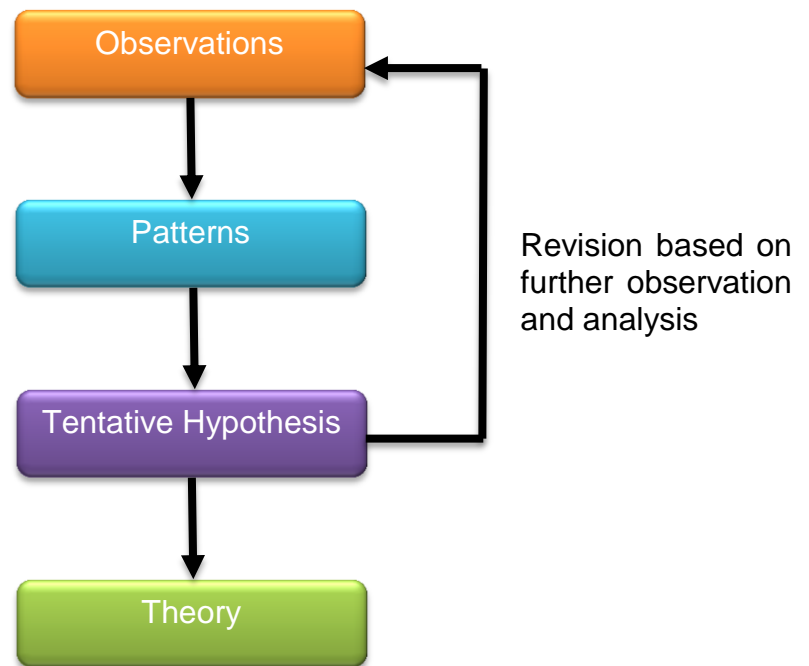 Observations
Patterns
Revision based on
further observation
and analysis
Tentative Hypothesis
Theory